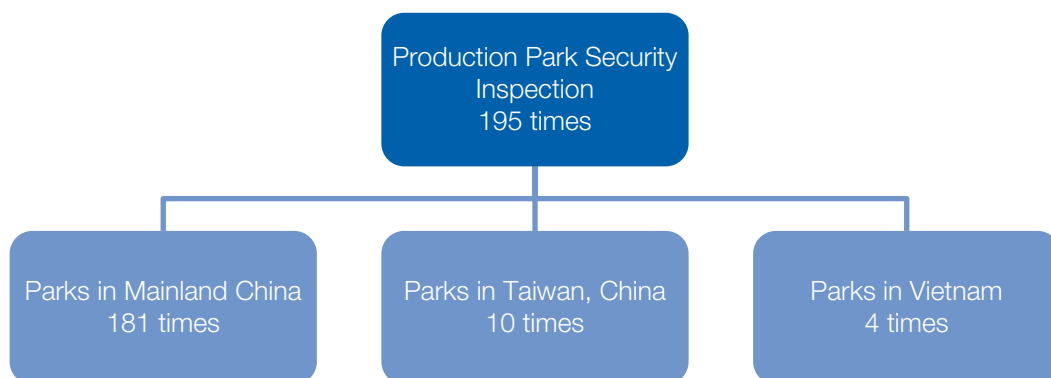 Production Park Security
Inspection
195 times
Parks in Mainland China
181 times
Parks in Taiwan, China
10 times
Parks in Vietnam
4 times